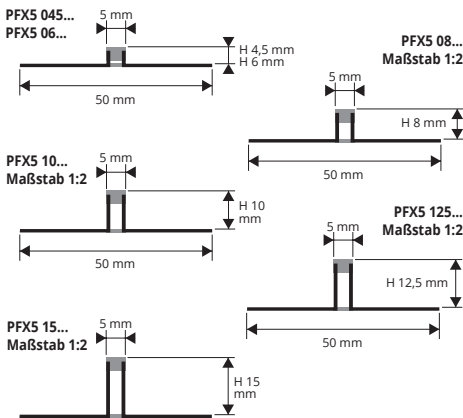 PFX5 045...
PFX5 06...
5 mm
H 4,5 mm
H 6 mm
50 mm
PFX5 08...
Maßstab 1:2
5 mm
H 8 mm
50 mm
PFX5 10...
Maßstab 1:2
5 mm
H 10
mm
50 mm
PFX5 125...
Maßstab 1:2
5 mm
H 12,5 mm
50 mm
PFX5 15...
Maßstab 1:2
5 mm
H 15
mm